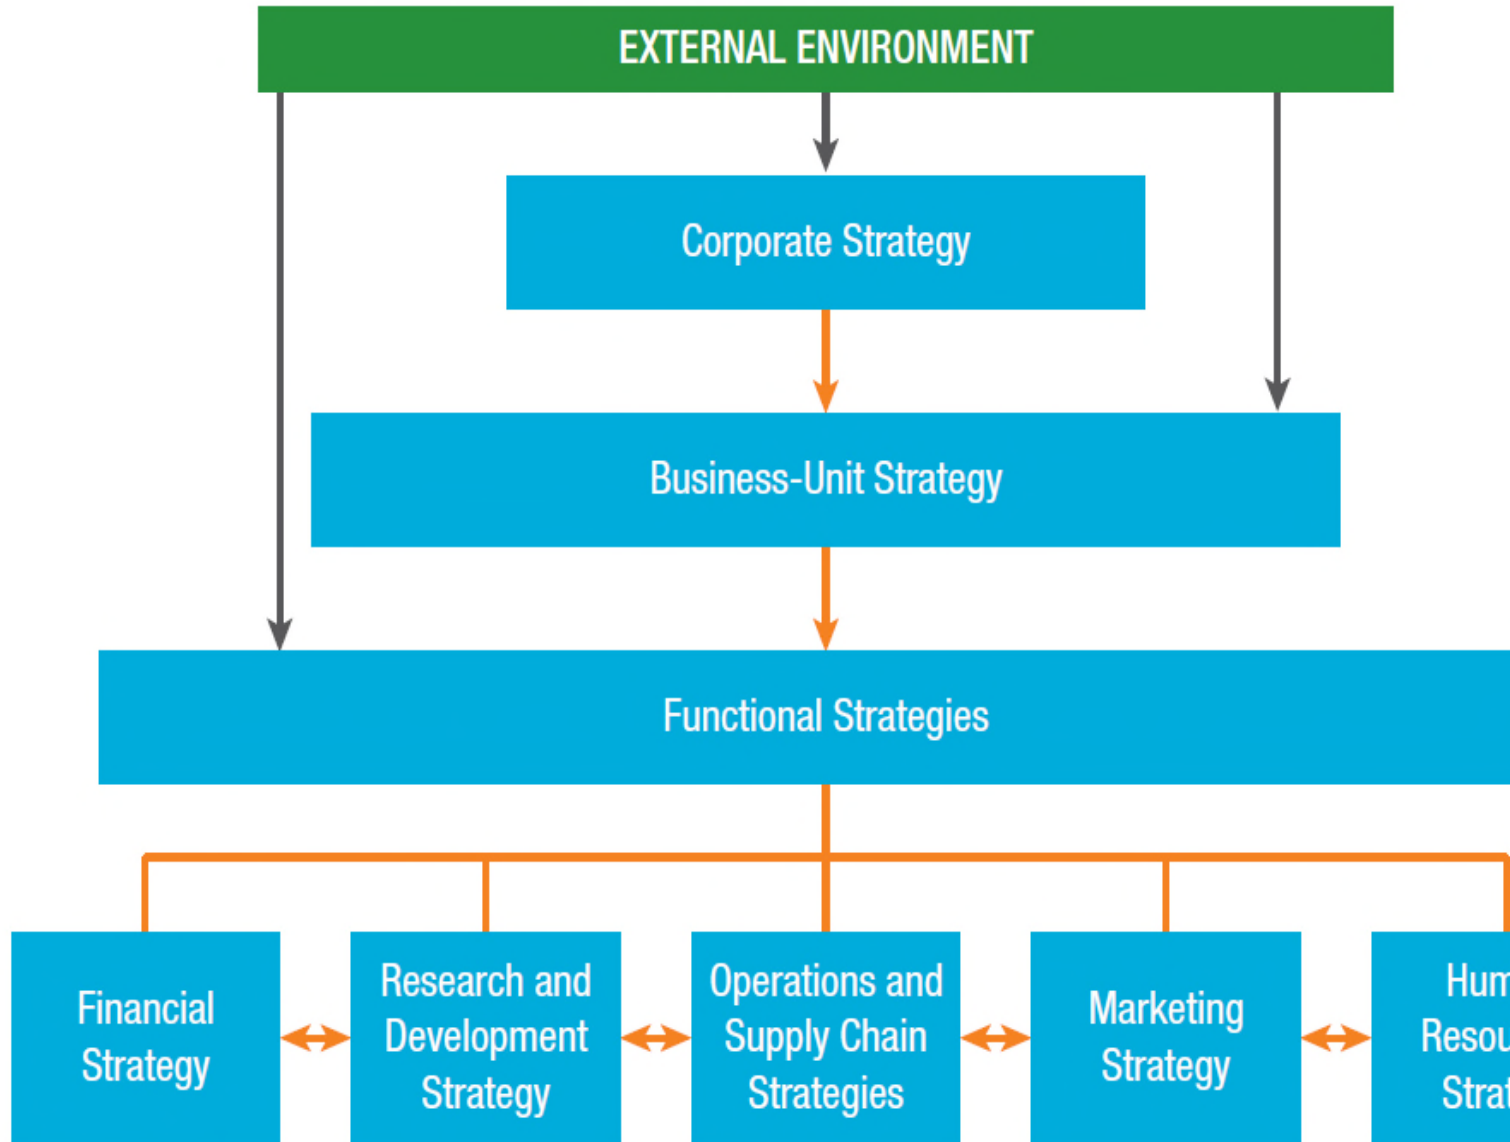 EXTERNAL ENVIRONMENT
Corporate Strategy
Business-Unit Strategy
Functional Strategies
Financial
Strategy
Research and
Development
Strategy
Operations and
Supply Chain
Strategies
Marketing
Strategy